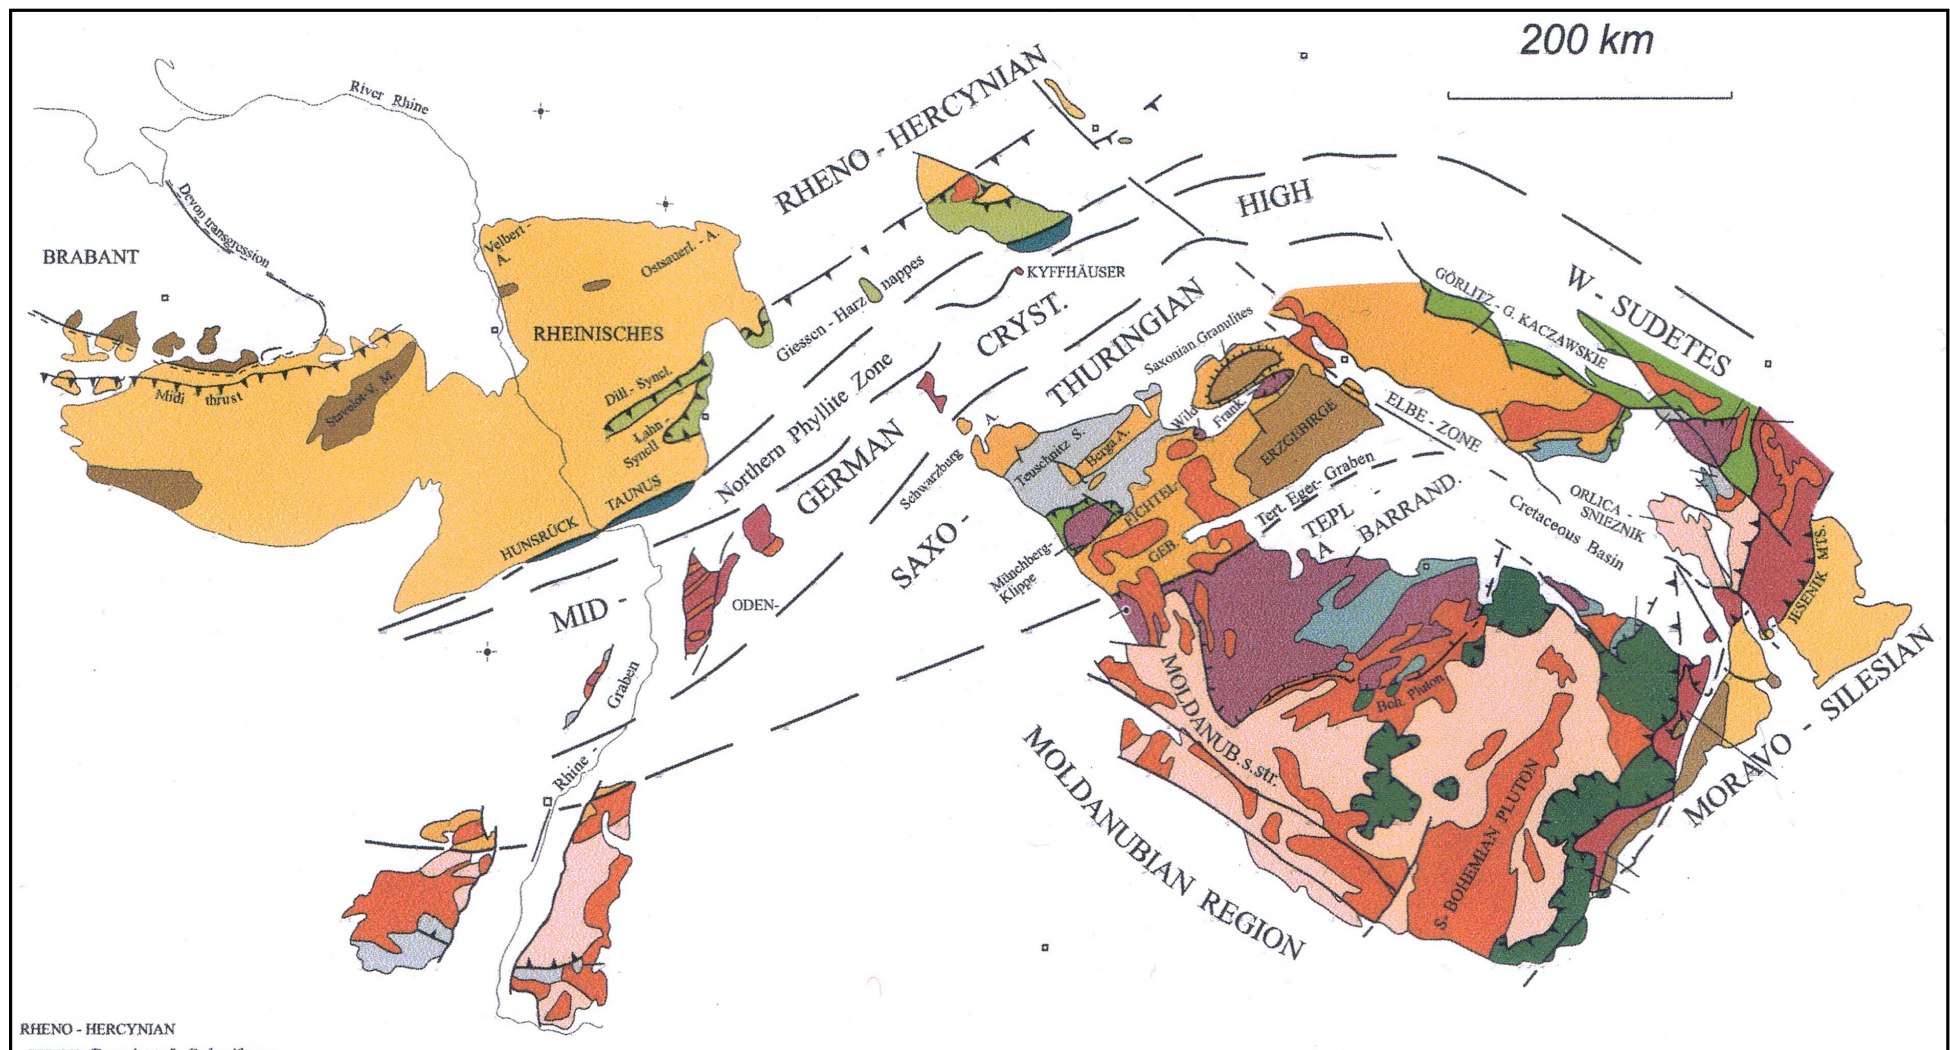 200 km
River Rhine
RHENO - HERCYNIAN
HIGH
Devon transgression
BRABANT
Velbert -
A.
Ostsauerl. - A.
RHEINISCHES
Giessen - Harz nappes
KYFFHÄUSER
CRYST.
THURINGIAN
Saxonian Granulites
GÖRLITZ - G. KACZAWSKIE
W - SUDETES
Midi thrust
Stavelot-V. M.
Dill.- Syncl.
Lahn -
Syncl.
Northern Phyllite Zone
GERMAN
Schwarzburg
A.
Teuschnitz S.
Berga A.
Wild
Frank
ERZGEBIRGE
ELBE - ZONE
TAUNUS
HUNSRÜCK
Tert. Eger- Graben
FICHTEL-
GEB.
TEPL -
A BARRAND.
Cretaceous Basin
ORLICA -
SNIEZNIK
JESENIK MTS.
SAXO -
Münchberg-
Klippe
MID -
ODEN-
Graben
Rhine -
Boh. Pluton
MOLDANUB.s.str.
MOLDANUBIAN REGION
S- BOHEMIAN PLUTON
MORAVO - SILESIAN
RHENO - HERCYNIAN